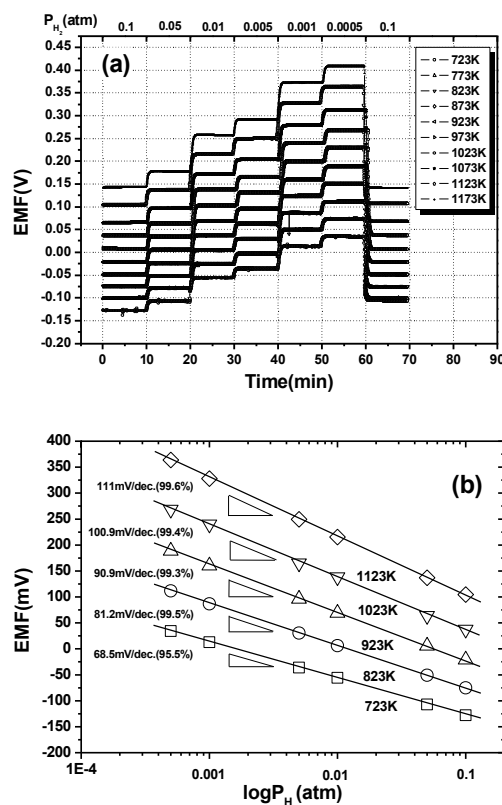 P_H₂(atm)
0.1 0.05 0.01 0.005 0.001 0.0005 0.1
(a)
EMF(V)
0.45
0.40
0.35
0.30
0.25
0.20
0.15
0.10
0.05
0.00
-0.05
-0.10
-0.15
-0.20
723K
773K
823K
873K
923K
973K
1023K
1073K
1123K
1173K
0 10 20 30 40 50 60 70 80 90
Time(min)
(b)
EMF(mV)
400
350
300
250
200
150
100
50
0
-50
-100
-150
-200
111mV/dec.(99.6%)
100.9mV/dec.(99.4%)
90.9mV/dec.(99.3%)
81.2mV/dec.(99.5%)
68.5mV/dec.(95.5%)
1123K
1023K
923K
823K
723K
1E-4 0.001 0.01 0.1
logP_H (atm)